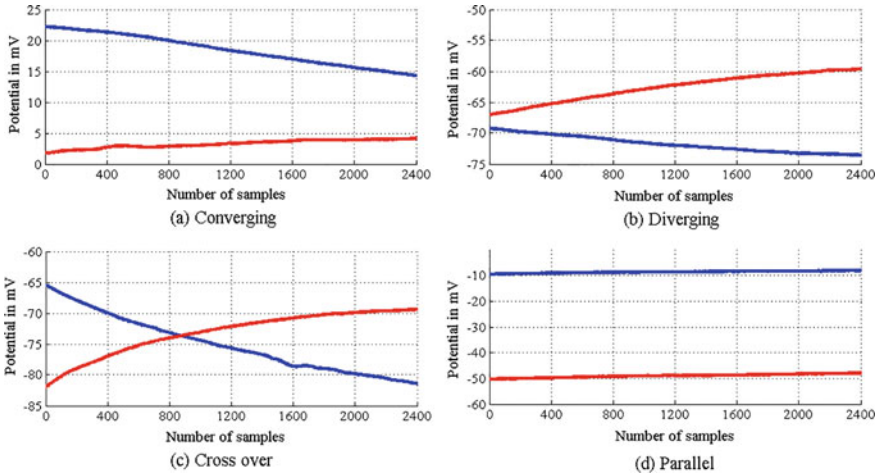 25
20
15
10
5
0
Potential in mV
0 400 800 1200 1600 2000 2400
Number of samples
(a) Converging
-50
-55
-60
-65
-70
-75
Potential in mV
0 400 800 1200 1600 2000 2400
Number of samples
(b) Diverging
-60
-65
-70
-75
-80
-85
Potential in mV
0 400 800 1200 1600 2000 2400
Number of samples
(c) Cross over
-10
-20
-30
-40
-50
-60
Potential in mV
0 400 800 1200 1600 2000 2400
Number of samples
(d) Parallel